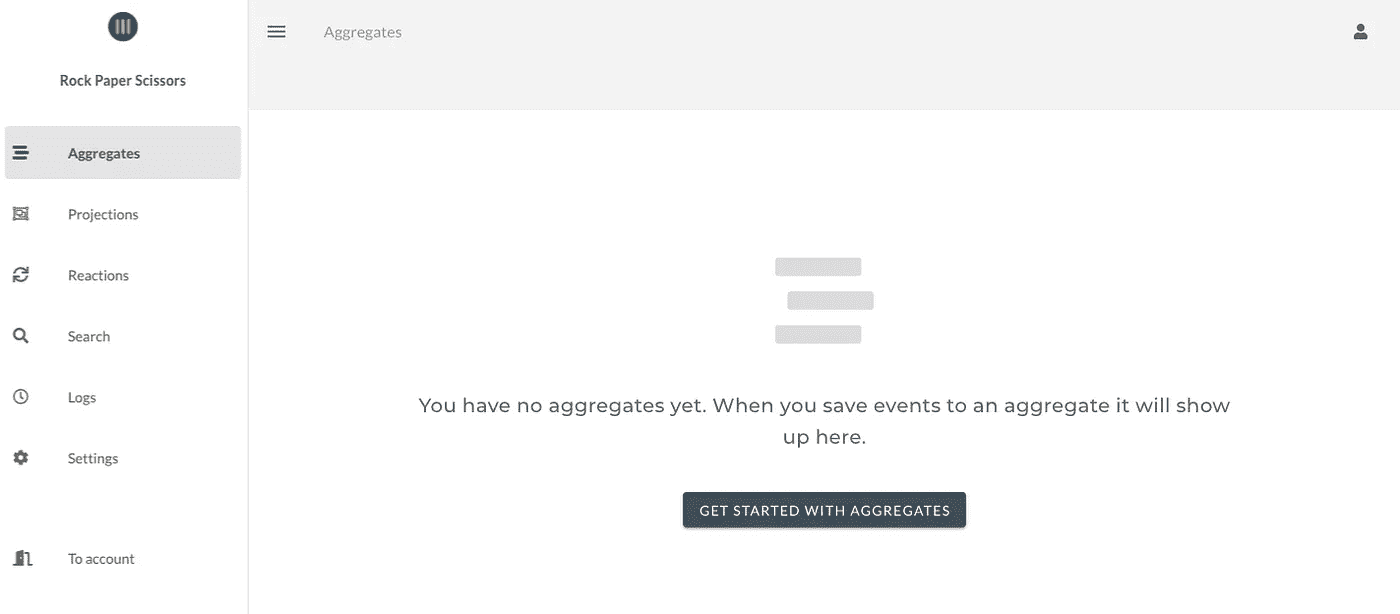 Rock Paper Scissors
Aggregates
Projections
Reactions
Search
Logs
Settings
To account
Aggregates
You have no aggregates yet. When you save events to an aggregate it will show
up here.
GET STARTED WITH AGGREGATES